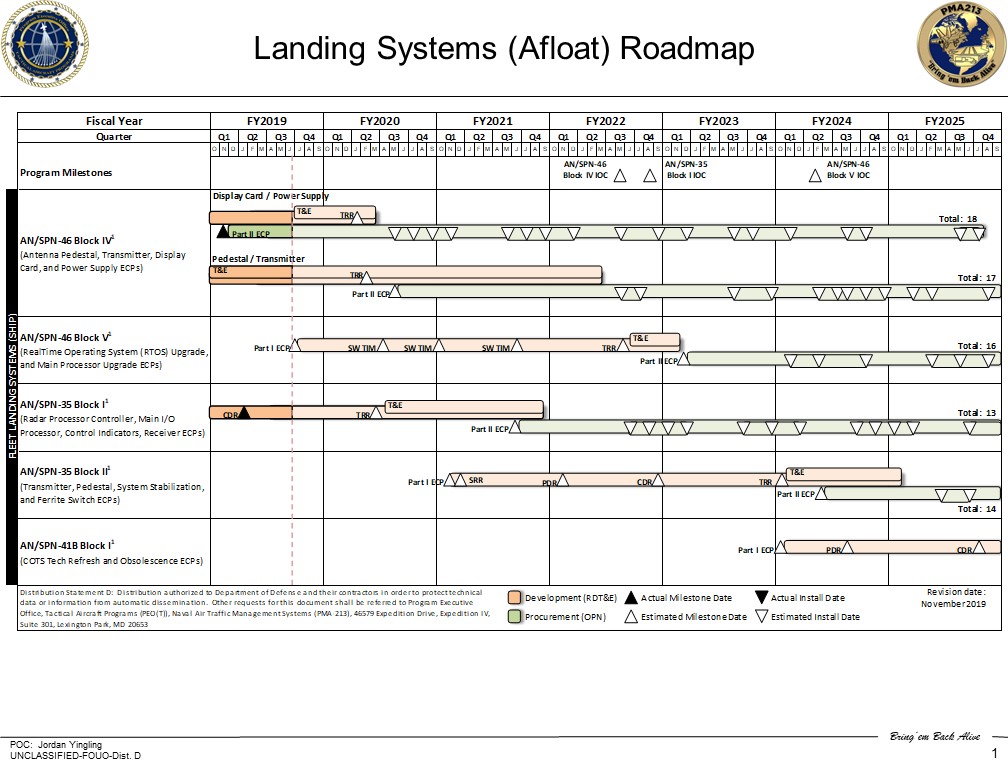 PMA213
"Bring 'em Back Alive"
Landing Systems (Afloat) Roadmap
Fiscal Year FY2019 FY2020 FY2021 FY2022 FY2023 FY2024 FY2025
Quarter Q1 Q2 Q3 Q4 Q1 Q2 Q3 Q4 Q1 Q2 Q3 Q4 Q1 Q2 Q3 Q4 Q1 Q2 Q3 Q4 Q1 Q2 Q3 Q4 Q1 Q2 Q3 Q4
O N D J F M A M J J A S O N D J F M A M J J A S O N D J F M A M J J A S O N D J F M A M J J A S O N D J F M A M J J A S O N D J F M A M J J A S O N D J F M A M J J A S
Program Milestones
AN/SPN-46
Block IV IOC
AN/SPN-35
Block I IOC
AN/SPN-46
Block V IOC
FLEET LANDING SYSTEMS (SHIP)
AN/SPN-46 Block IV1
(Antenna Pedestal, Transmitter, Display
Card, and Power Supply ECPs)
Display Card / Power Supply
T&E TRR
Part II ECP
Total: 18
Pedestal / Transmitter
T&E TRR
Part II ECP
Total: 17
AN/SPN-46 Block V1
(RealTime Operating System (RTOS) Upgrade,
and Main Processor Upgrade ECPs)
T&E
Part I ECP SW TIM SW TIM SW TIM TRR
Part II ECP
Total: 16
AN/SPN-35 Block I1
(Radar Processor Controller, Main I/O
Processor, Control Indicators, Receiver ECPs)
T&E
CDR TRR
Part II ECP
Total: 13
AN/SPN-35 Block II1
(Transmitter, Pedestal, System Stabilization,
and Ferrite Switch ECPs)
T&E
Part I ECP SRR PDR CDR TRR
Part II ECP
Total: 14
AN/SPN-41B Block I1
(COTS Tech Refresh and Obsolescence ECPs)
Part I ECP PDR CDR
Distribution Statement D: Distribution authorized to Department of Defense and their contractors in order to protect technical
data or information from automatic dissemination. Other requests for this document shall be referred to Program Executive
Office, Tactical Aircraft Programs (PEO(T)), Naval Air Traffic Management Systems (PMA-213), 46579 Expedition Drive, Expedition IV,
Suite 301, Lexington Park, MD 20653
Development (RDT&E) Actual Milestone Date Actual Install Date
Procurement (OPN) Estimated Milestone Date Estimated Install Date
Revision date:
November 2019
Bring 'em Back Alive
POC: Jordan Yingling
UNCLASSIFIED-FOUO-Dist. D
1